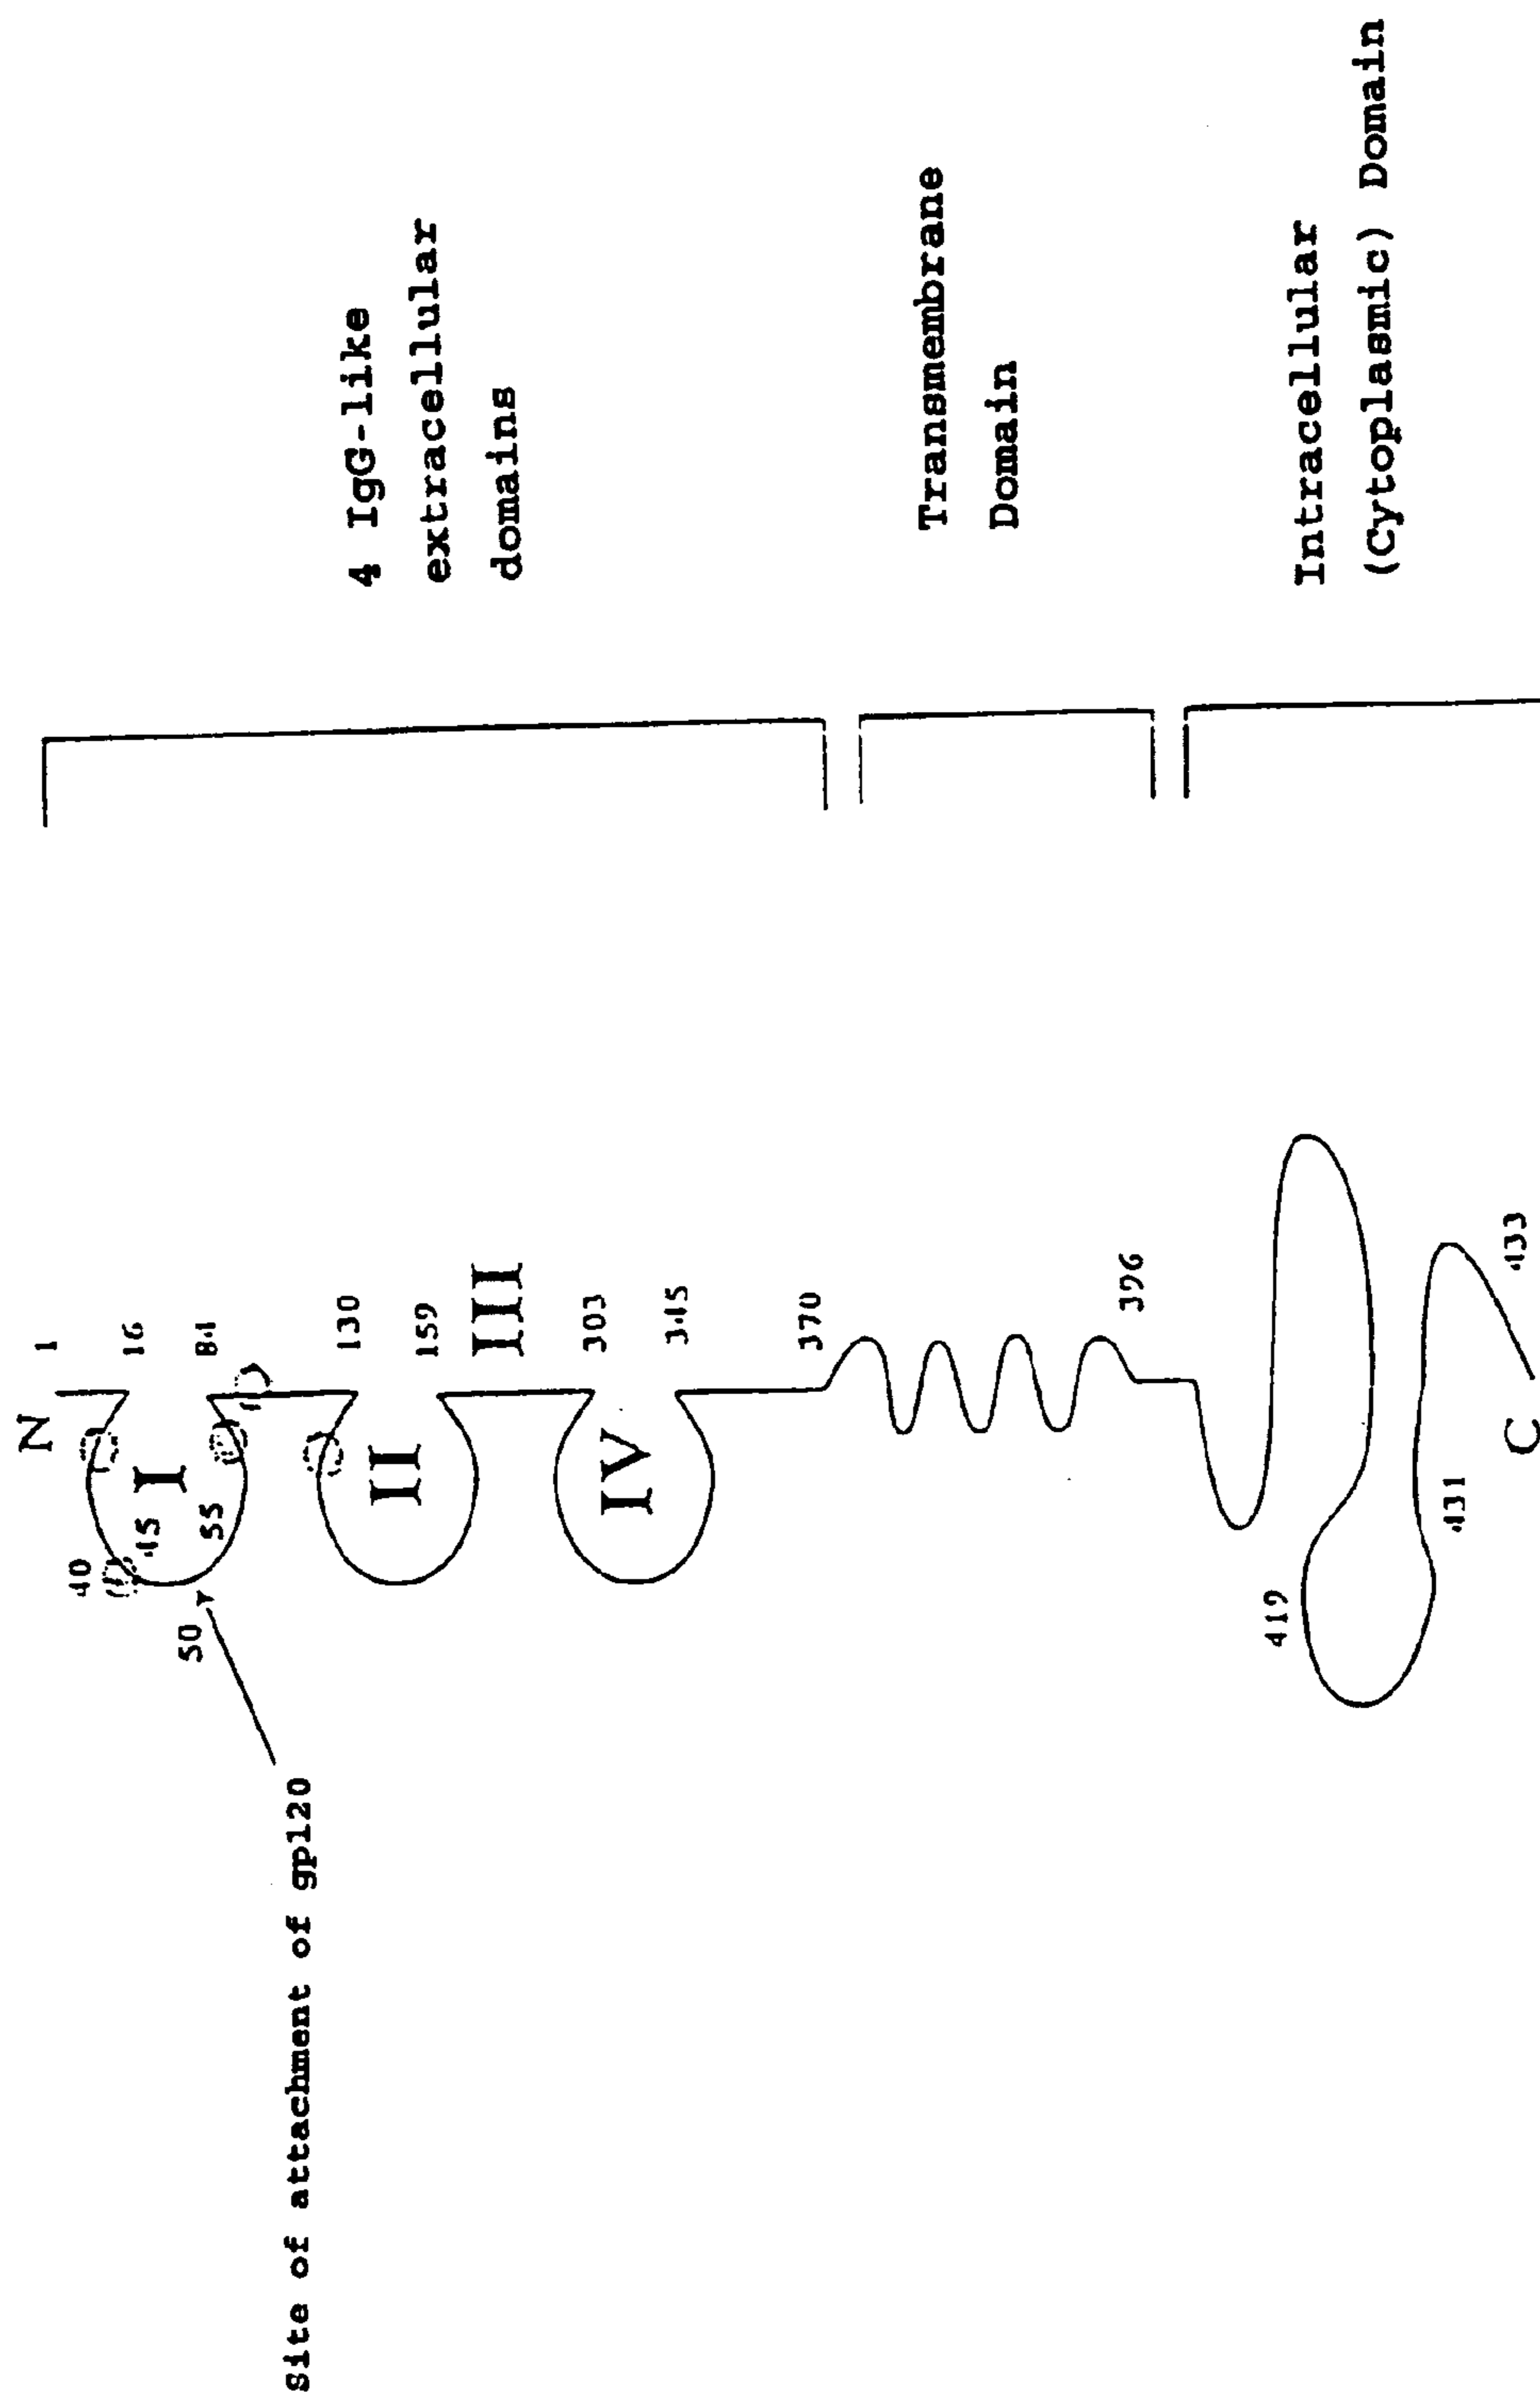 N
1
16
84
130
159
303
345
370
396
I
II
III
IV
40
45
50
55
Site of attachment of gp120
419
431
433
C
4 IgG-like
extracellular
domains
Transmembrane
Domain
Intracellular
(Cytoplasmic) Domain